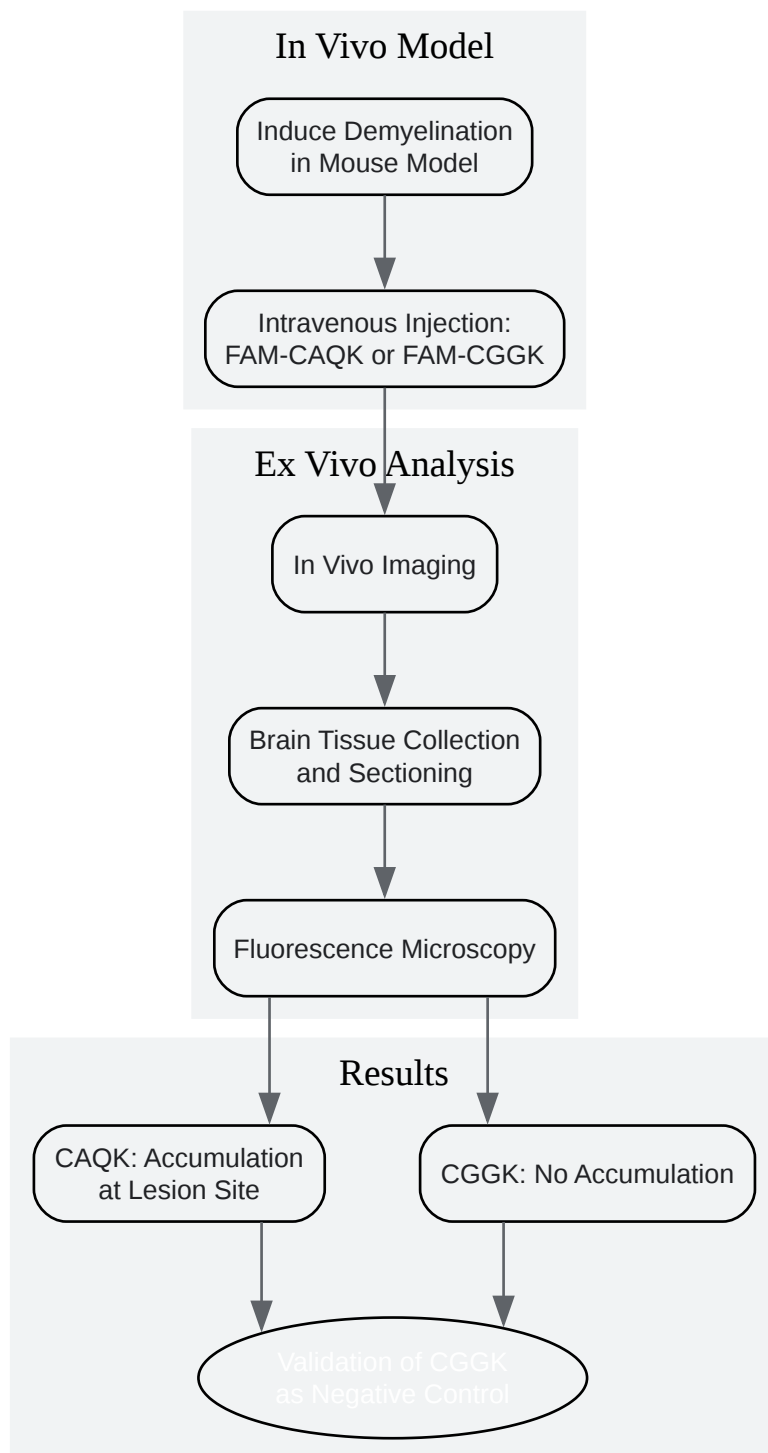 In Vivo Model
Induce Demyelination
in Mouse Model
Intravenous Injection:
FAM-CAQK or FAM-CGGK
Ex Vivo Analysis
In Vivo Imaging
Brain Tissue Collection
and Sectioning
Fluorescence Microscopy
Results
CAQK: Accumulation
at Lesion Site
CGGK: No Accumulation
Validation of CGGK
as Negative Control